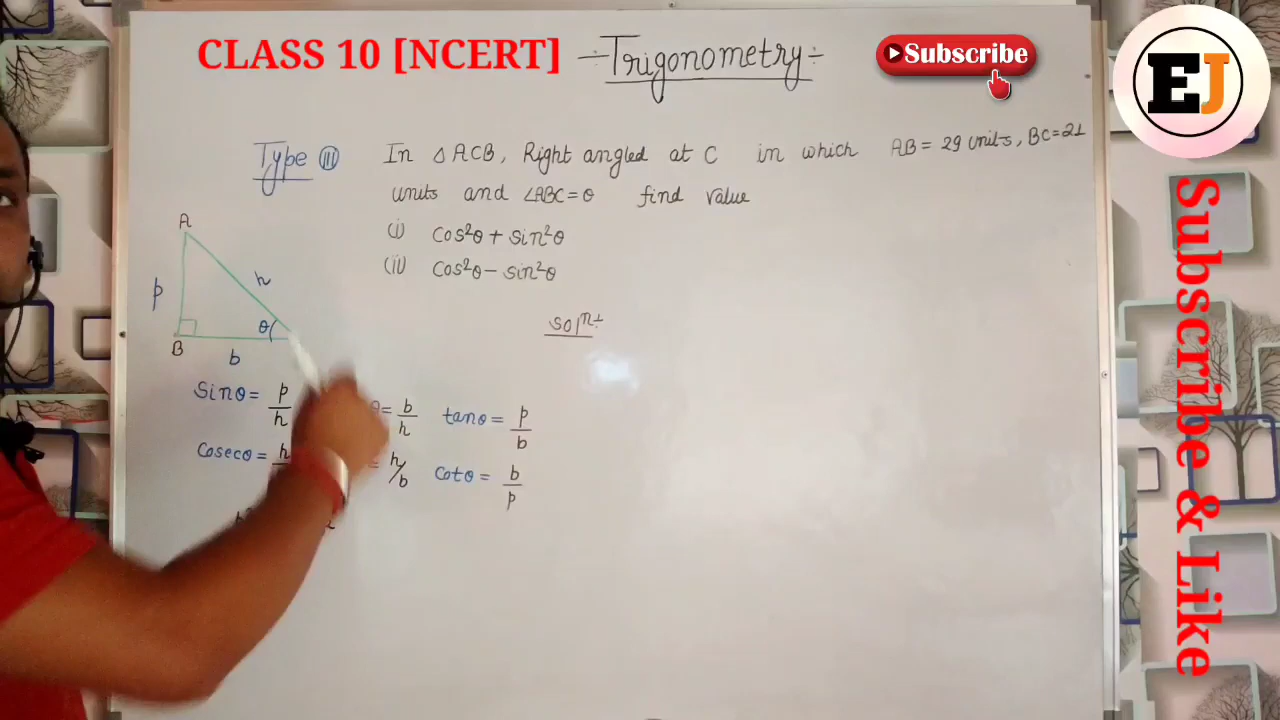 CLASS 10 [NCERT]
Trigonometry
Subscribe
EJ
Type III
In △ ACB, Right angled at C in which AB = 29 units, BC=21
units and ∠ABC=θ find value
(i) Cos²θ + Sin²θ
(ii) Cos²θ – Sin²θ
Solⁿ:-
A
p
h
θ
B
b
Sinθ = p/h
θ = b/h
tanθ = p/b
Cosecθ = h
= h/b
Cotθ = b/p
Subscribe & Like